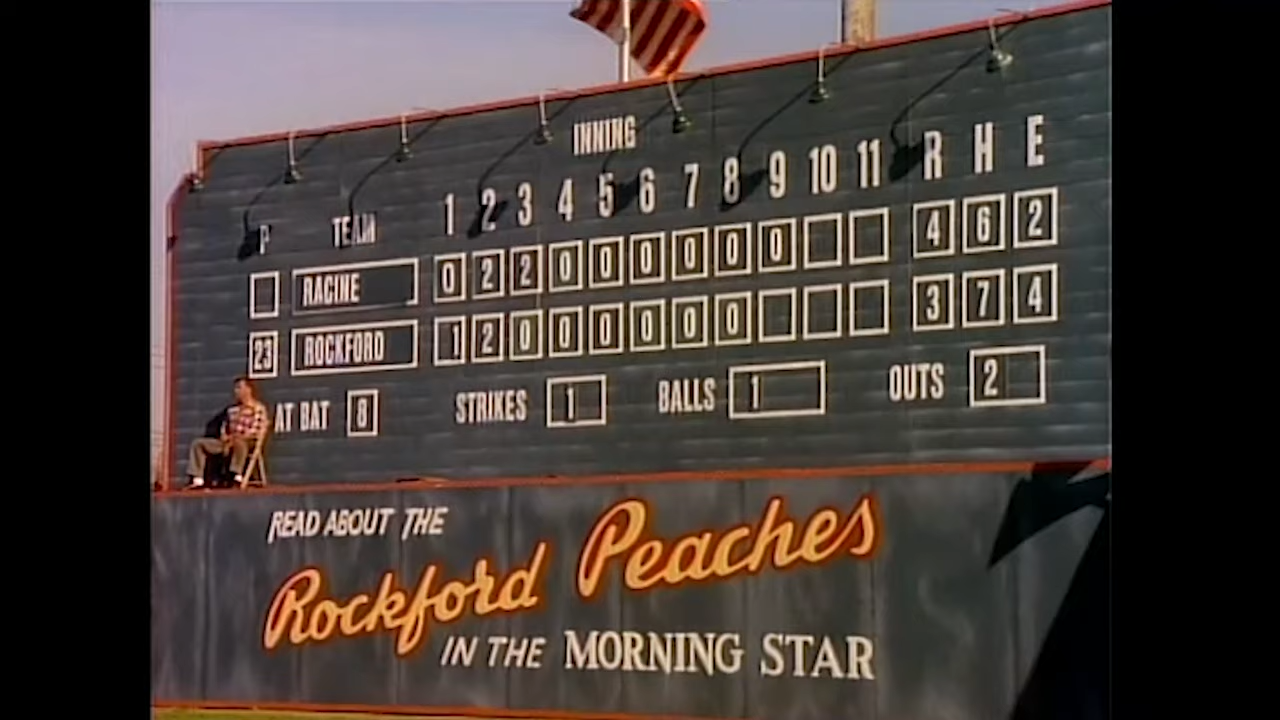 INNING
P TEAM 1 2 3 4 5 6 7 8 9 10 11 R H E
RACINE 0 2 2 0 0 0 0 0 0 4 6 2
23 ROCKFORD 1 2 0 0 0 0 0 0 3 7 4
AT BAT 8 STRIKES 1 BALLS 1 OUTS 2
READ ABOUT THE
Rockford Peaches
IN THE MORNING STAR